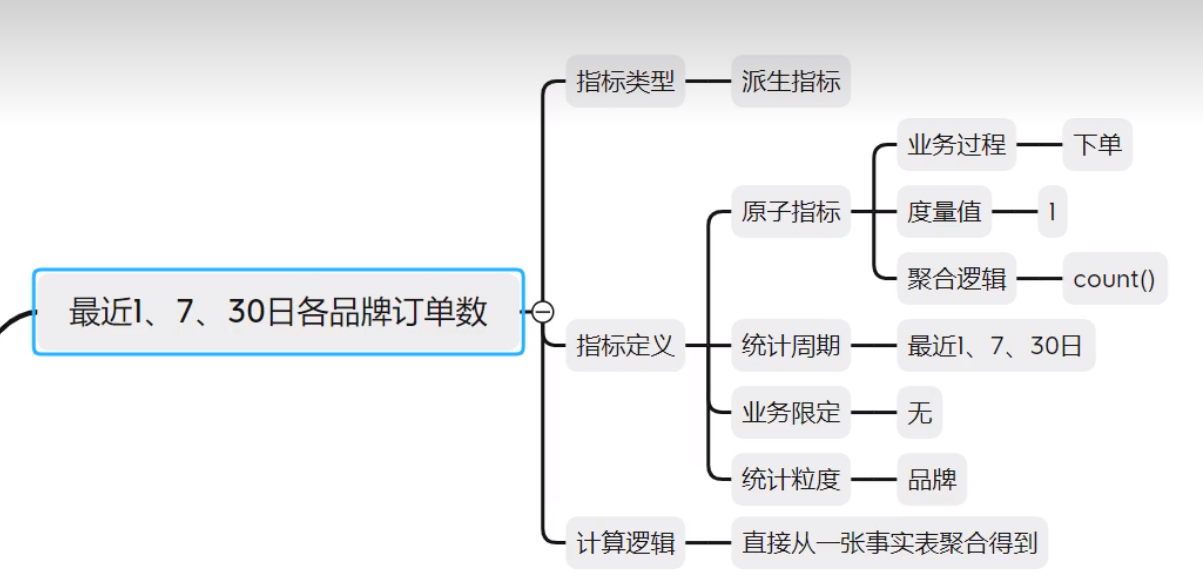 指标类型
派生指标
业务过程
下单
原子指标
度量值
1
聚合逻辑
count()
最近1、7、30日各品牌订单数
指标定义
统计周期
最近1、7、30日
业务限定
无
统计粒度
品牌
计算逻辑
直接从一张事实表聚合得到